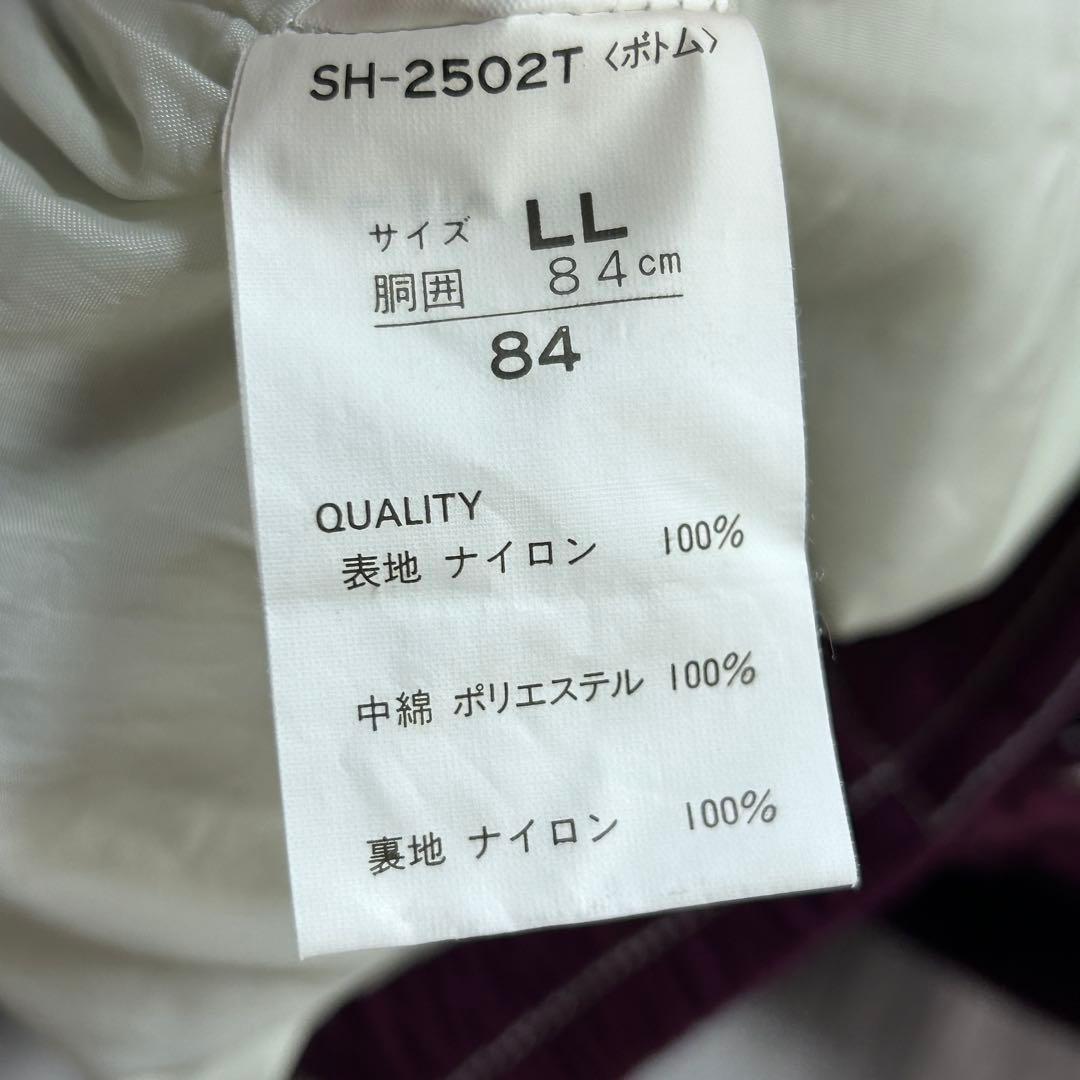 SH-2502T〈ボトム〉
サイズ LL
胴囲 84cm
84
QUALITY
表地 ナイロン 100%
中綿 ポリエステル 100%
裏地 ナイロン 100%